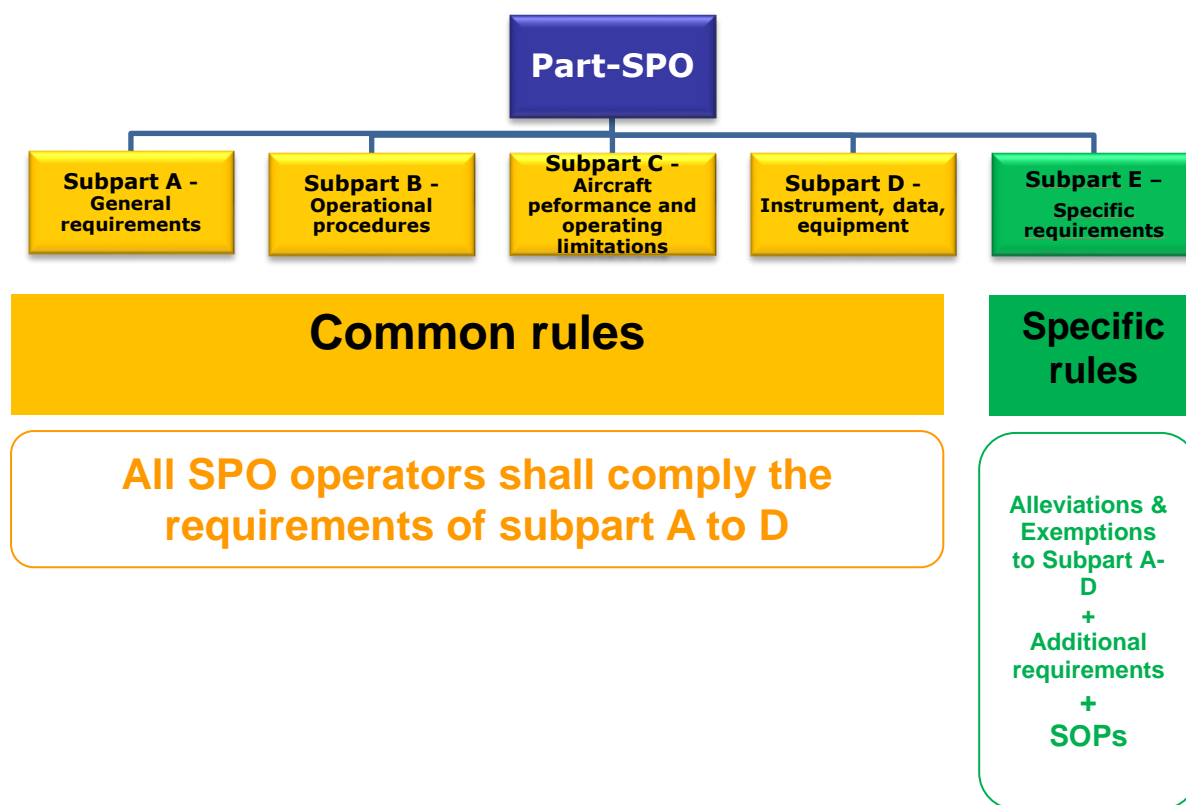 Part-SPO
Subpart A -
General
requirements
Subpart B -
Operational
procedures
Subpart C -
Aircraft
peformance and
operating
limitations
Subpart D -
Instrument, data,
equipment
Subpart E –
Specific
requirements
Common rules
Specific
rules
All SPO operators shall comply the
requirements of subpart A to D
Alleviations &
Exemptions
to Subpart A-
D
+
Additional
requirements
+
SOPs